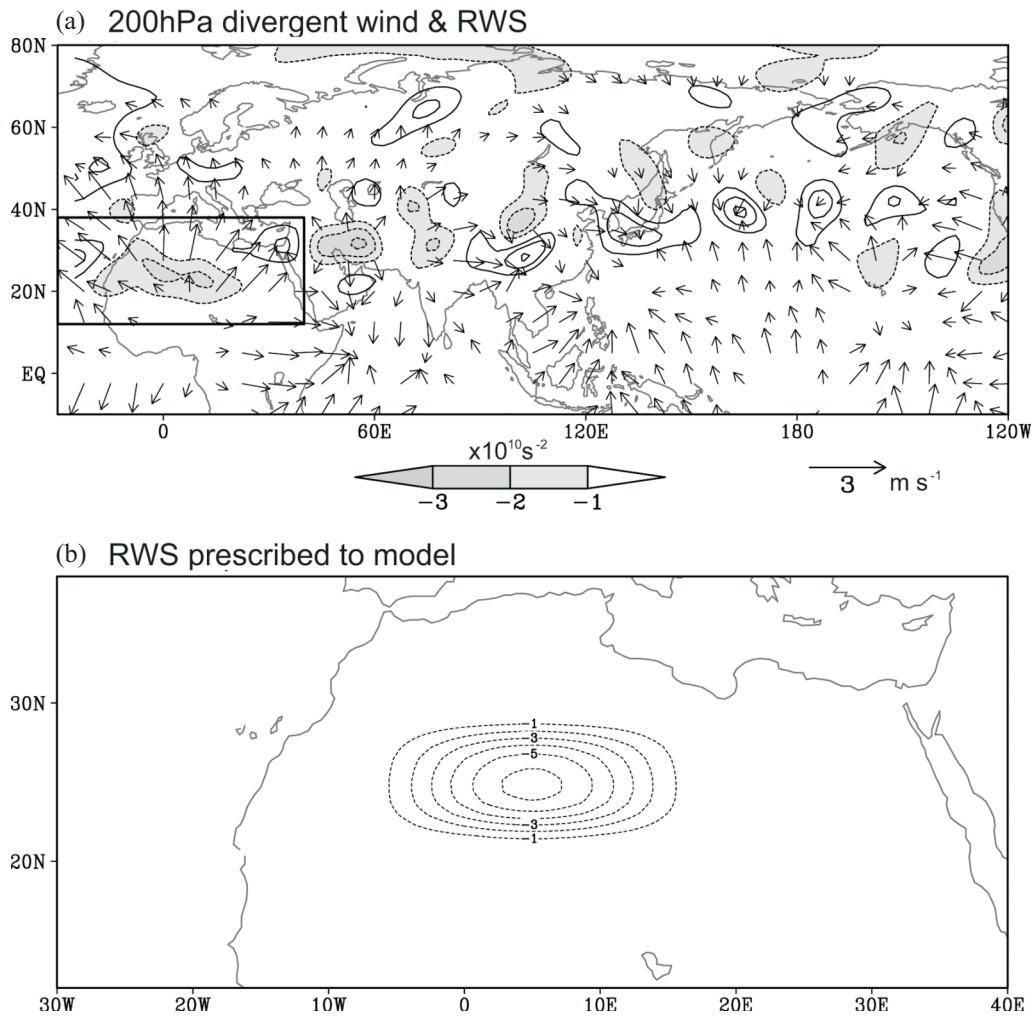 (a) 200hPa divergent wind & RWS
80N
60N
40N
20N
EQ
0 60E 120E 180 120W
x10¹⁰s⁻²
-3 -2 -1
3 m s⁻¹
(b) RWS prescribed to model
30N
20N
-1
-3
-5
-3
-1
30W 20W 10W 0 10E 20E 30E 40E